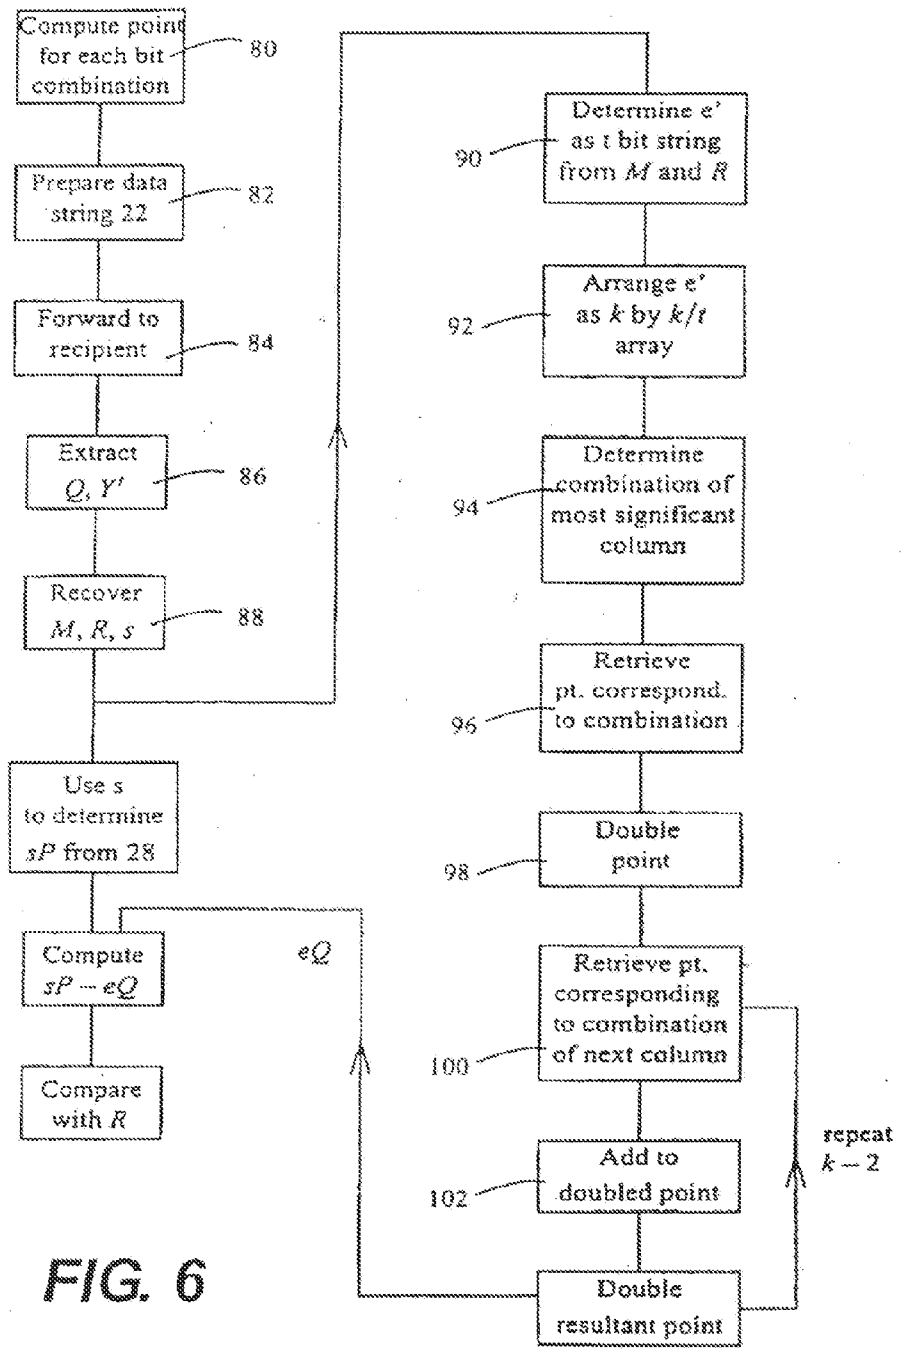 Compute point
for each bit
combination
80
Prepare data
string 22
82
Forward to
recipient
84
Extract
Q, Y'
86
Recover
M, R, s
88
Use s
to determine
sP from 28
Compute
sP – eQ
Compare
with R
eQ
Determine e'
as t bit string
from M and R
90
Arrange e'
as k by k/t
array
92
Determine
combination of
most significant
column
94
Retrieve
pt. correspond.
to combination
96
Double
point
98
Retrieve pt.
corresponding
to combination
of next column
100
Add to
doubled point
102
Double
resultant point
repeat
k – 2
FIG. 6